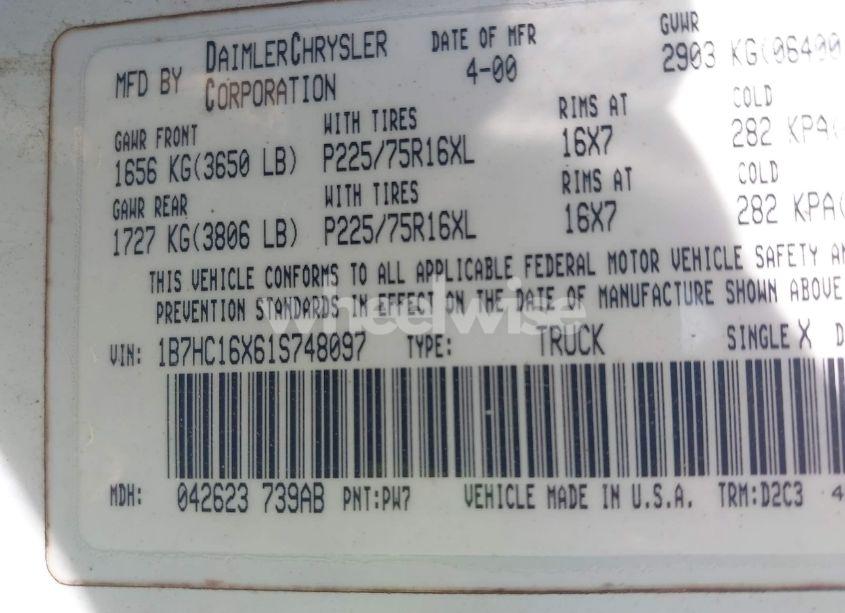 MFD BY DAIMLERCHRYSLER CORPORATION
DATE OF MFR 4-00
GVWR 2903 KG(06400
GAWR FRONT WITH TIRES RIMS AT COLD
1656 KG(3650 LB) P225/75R16XL 16X7 282 KPA(
GAWR REAR WITH TIRES RIMS AT COLD
1727 KG(3806 LB) P225/75R16XL 16X7 282 KPA(
THIS VEHICLE CONFORMS TO ALL APPLICABLE FEDERAL MOTOR VEHICLE SAFETY AN
PREVENTION STANDARDS IN EFFECT ON THE DATE OF MANUFACTURE SHOWN ABOVE
wheelwise
VIN: 1B7HC16X61S748097 TYPE: TRUCK SINGLE X D
MDH: 042623 739AB PNT:PW7 VEHICLE MADE IN U.S.A. TRM:D2C3 4